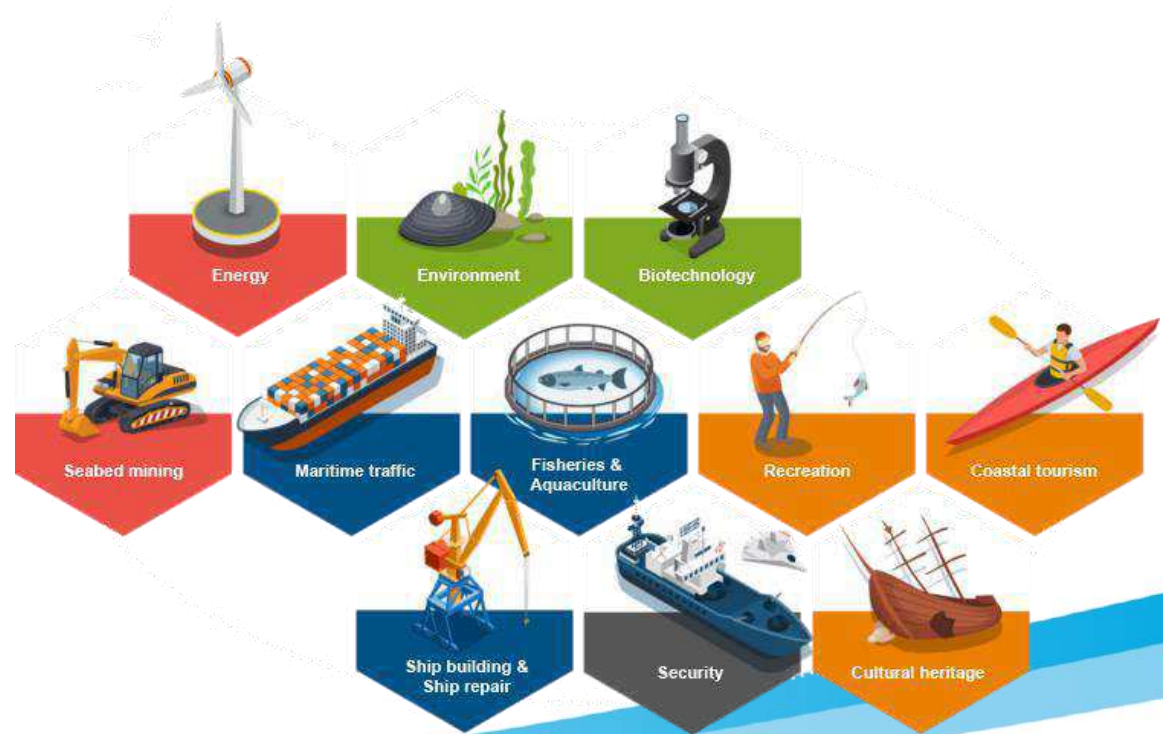 Energy
Environment
Biotechnology
Seabed mining
Maritime traffic
Fisheries &
Aquaculture
Recreation
Coastal tourism
Ship building &
Ship repair
Security
Cultural heritage